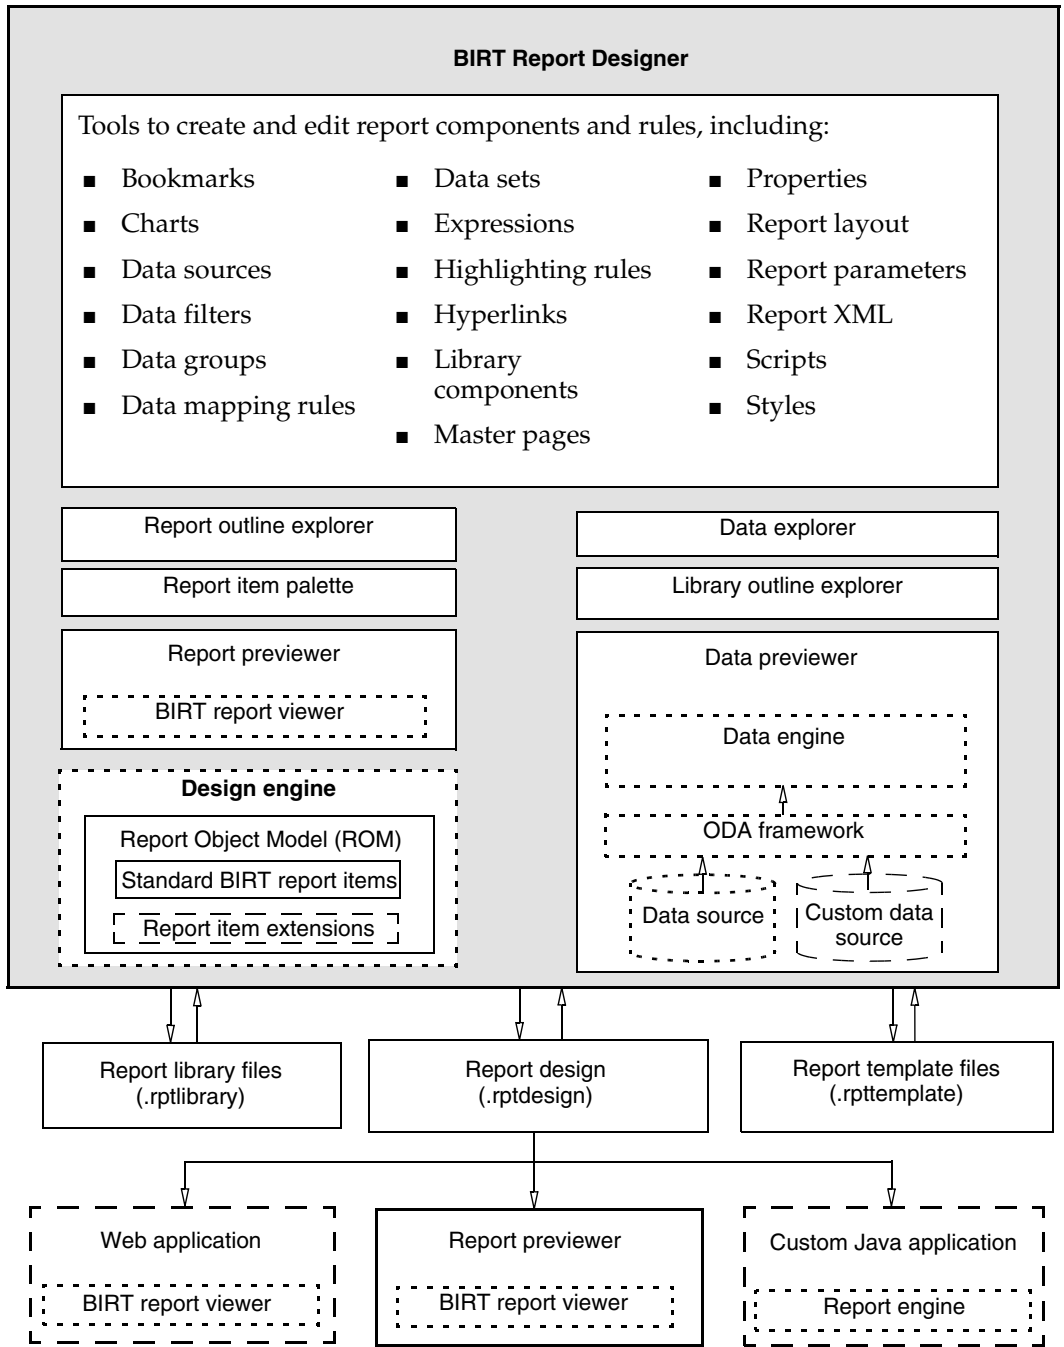 BIRT Report Designer
Tools to create and edit report components and rules, including:
■ Bookmarks
■ Charts
■ Data sources
■ Data filters
■ Data groups
■ Data mapping rules
■ Data sets
■ Expressions
■ Highlighting rules
■ Hyperlinks
■ Library
components
■ Master pages
■ Properties
■ Report layout
■ Report parameters
■ Report XML
■ Scripts
■ Styles
Report outline explorer
Report item palette
Report previewer
BIRT report viewer
Design engine
Report Object Model (ROM)
Standard BIRT report items
Report item extensions
Data explorer
Library outline explorer
Data previewer
Data engine
ODA framework
Data source
Custom data
source
Report library files
(.rptlibrary)
Report design
(.rptdesign)
Report template files
(.rpttemplate)
Web application
BIRT report viewer
Report previewer
BIRT report viewer
Custom Java application
Report engine